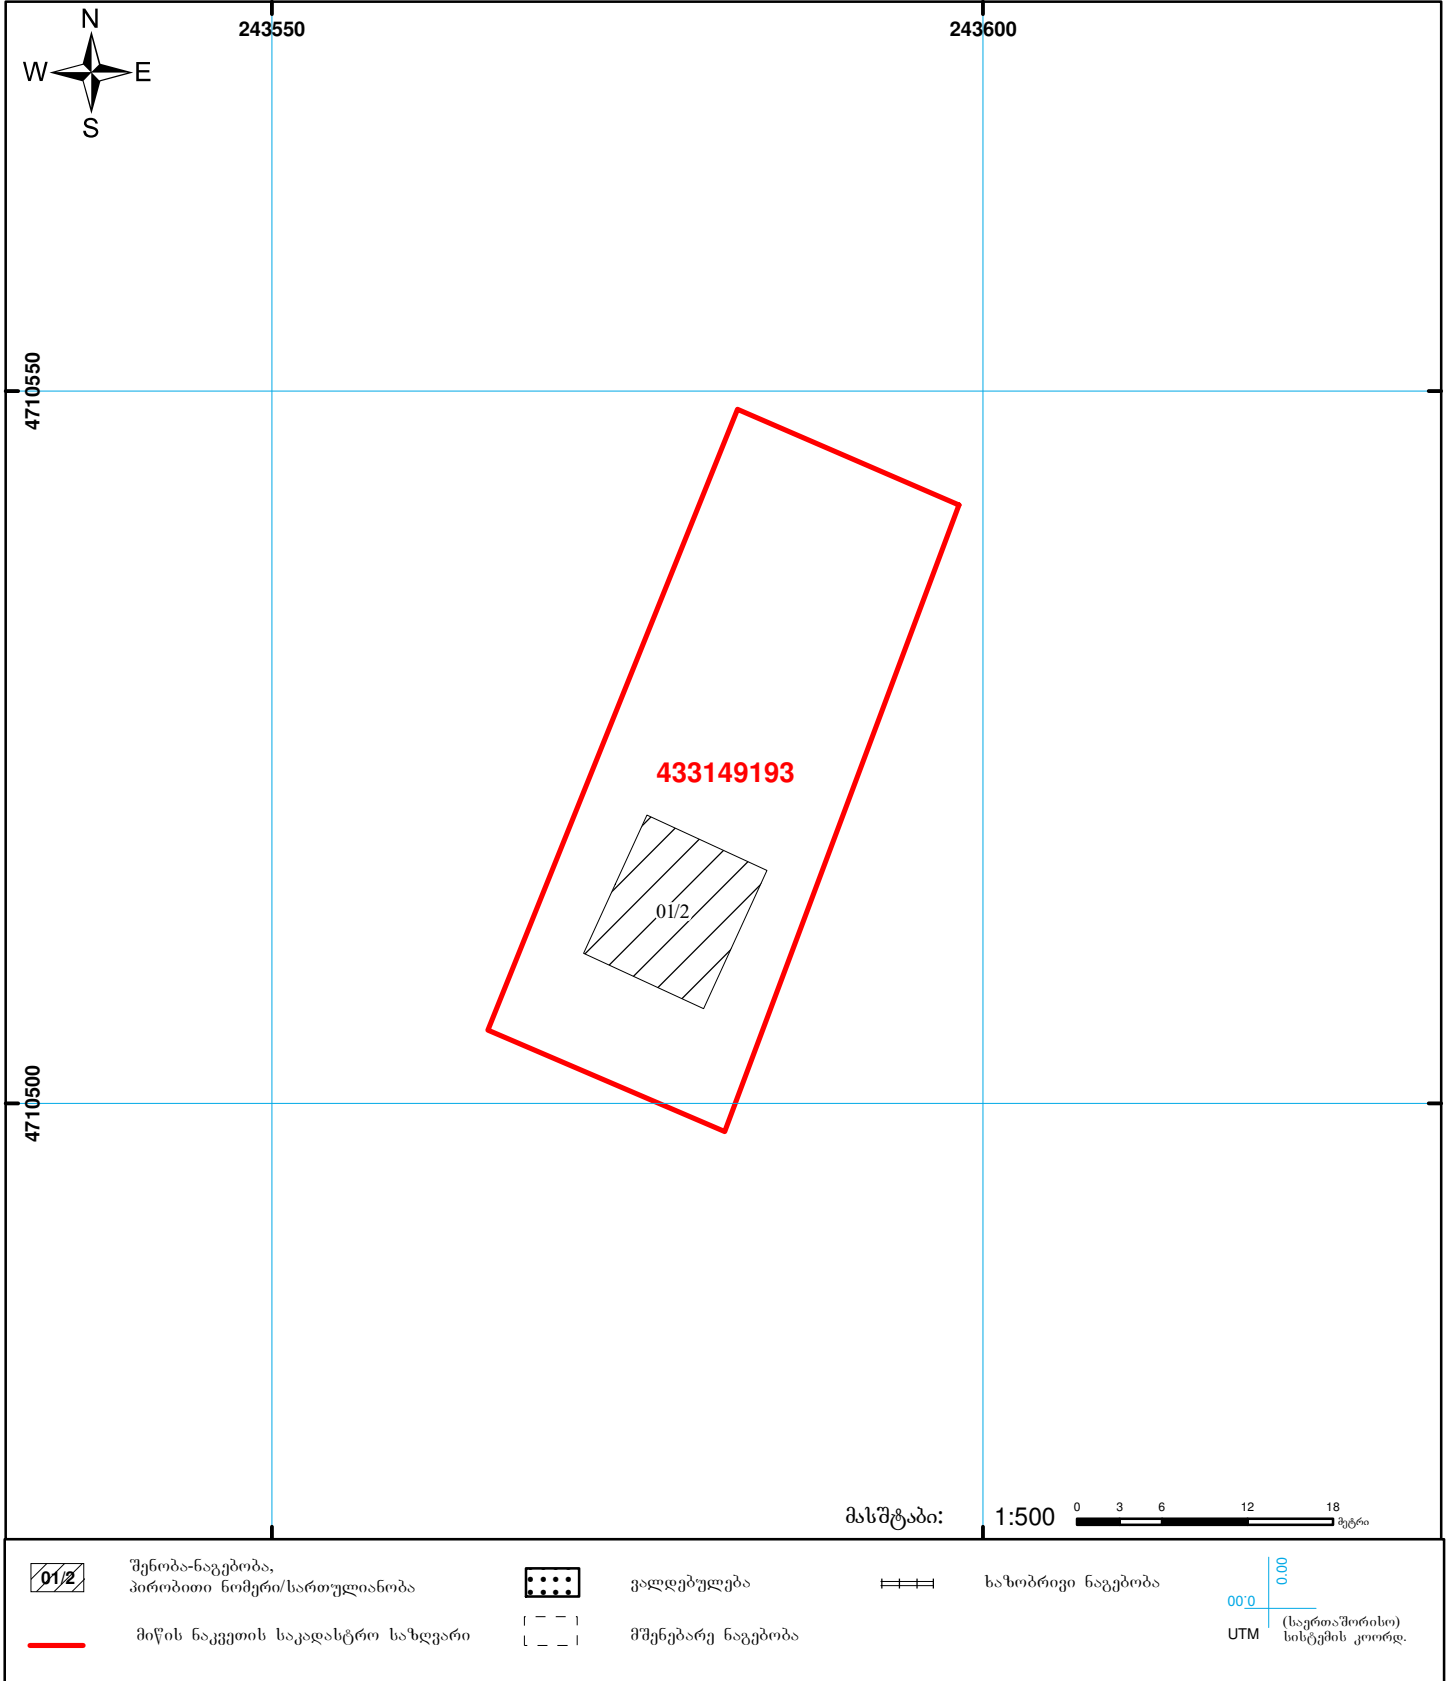 N
W E
S
243550 243600
4710550
433149193
01/2
4710500
მასშტაბი: 1:500 0 3 6 12 18 მეტრი
01/2 შენობა-ნაგებობა,
პირობითი ნომერი/სართულიანობა
ვალდებულება
ხაზობრივი ნაგებობა
მიწის ნაკვეთის საკადასტრო საზღვარი
მშენებარე ნაგებობა
00.0
00.0
UTM (საერთაშორისო)
სისტემის კოორდ.